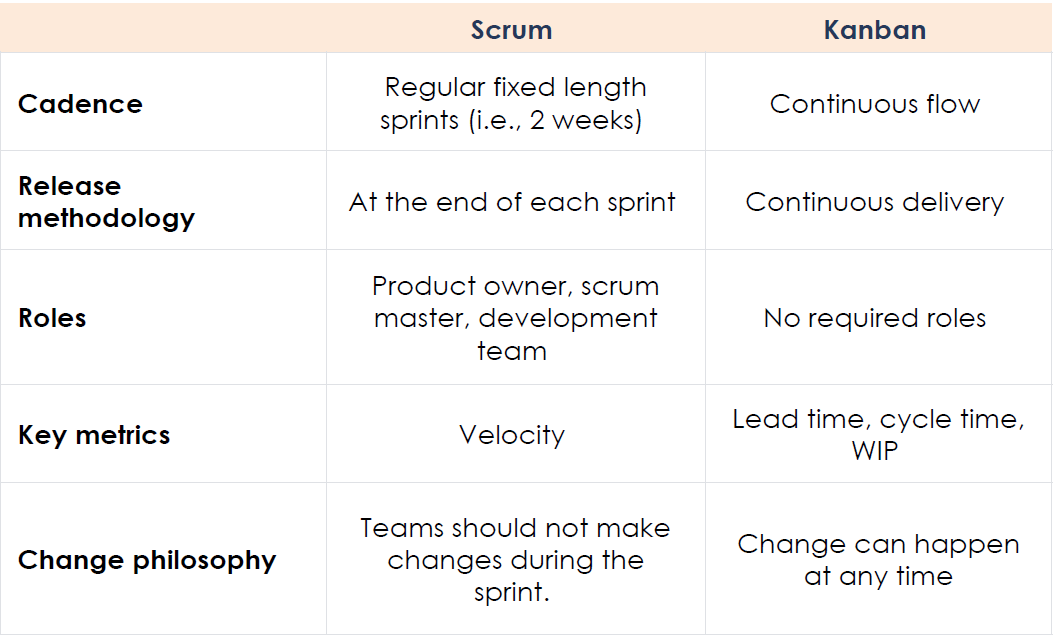 Scrum Kanban
Cadence
Regular fixed length
sprints (i.e., 2 weeks)
Continuous flow
Release
methodology
At the end of each sprint
Continuous delivery
Roles
Product owner, scrum
master, development
team
No required roles
Key metrics
Velocity
Lead time, cycle time,
WIP
Change philosophy
Teams should not make
changes during the
sprint.
Change can happen
at any time